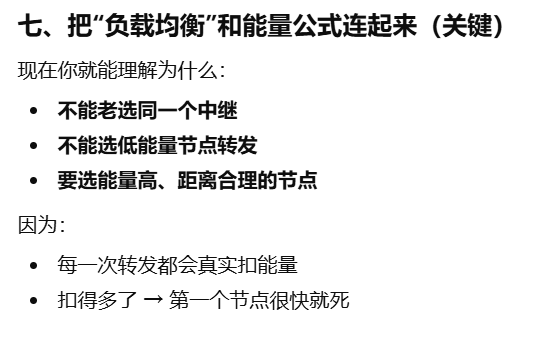 七、把“负载均衡”和能量公式连起来（关键）
现在你就能理解为什么：
• 不能老选同一个中继
• 不能选低能量节点转发
• 要选能量高、距离合理的节点
因为：
• 每一次转发都会真实扣能量
• 扣得多了 → 第一个节点很快就死